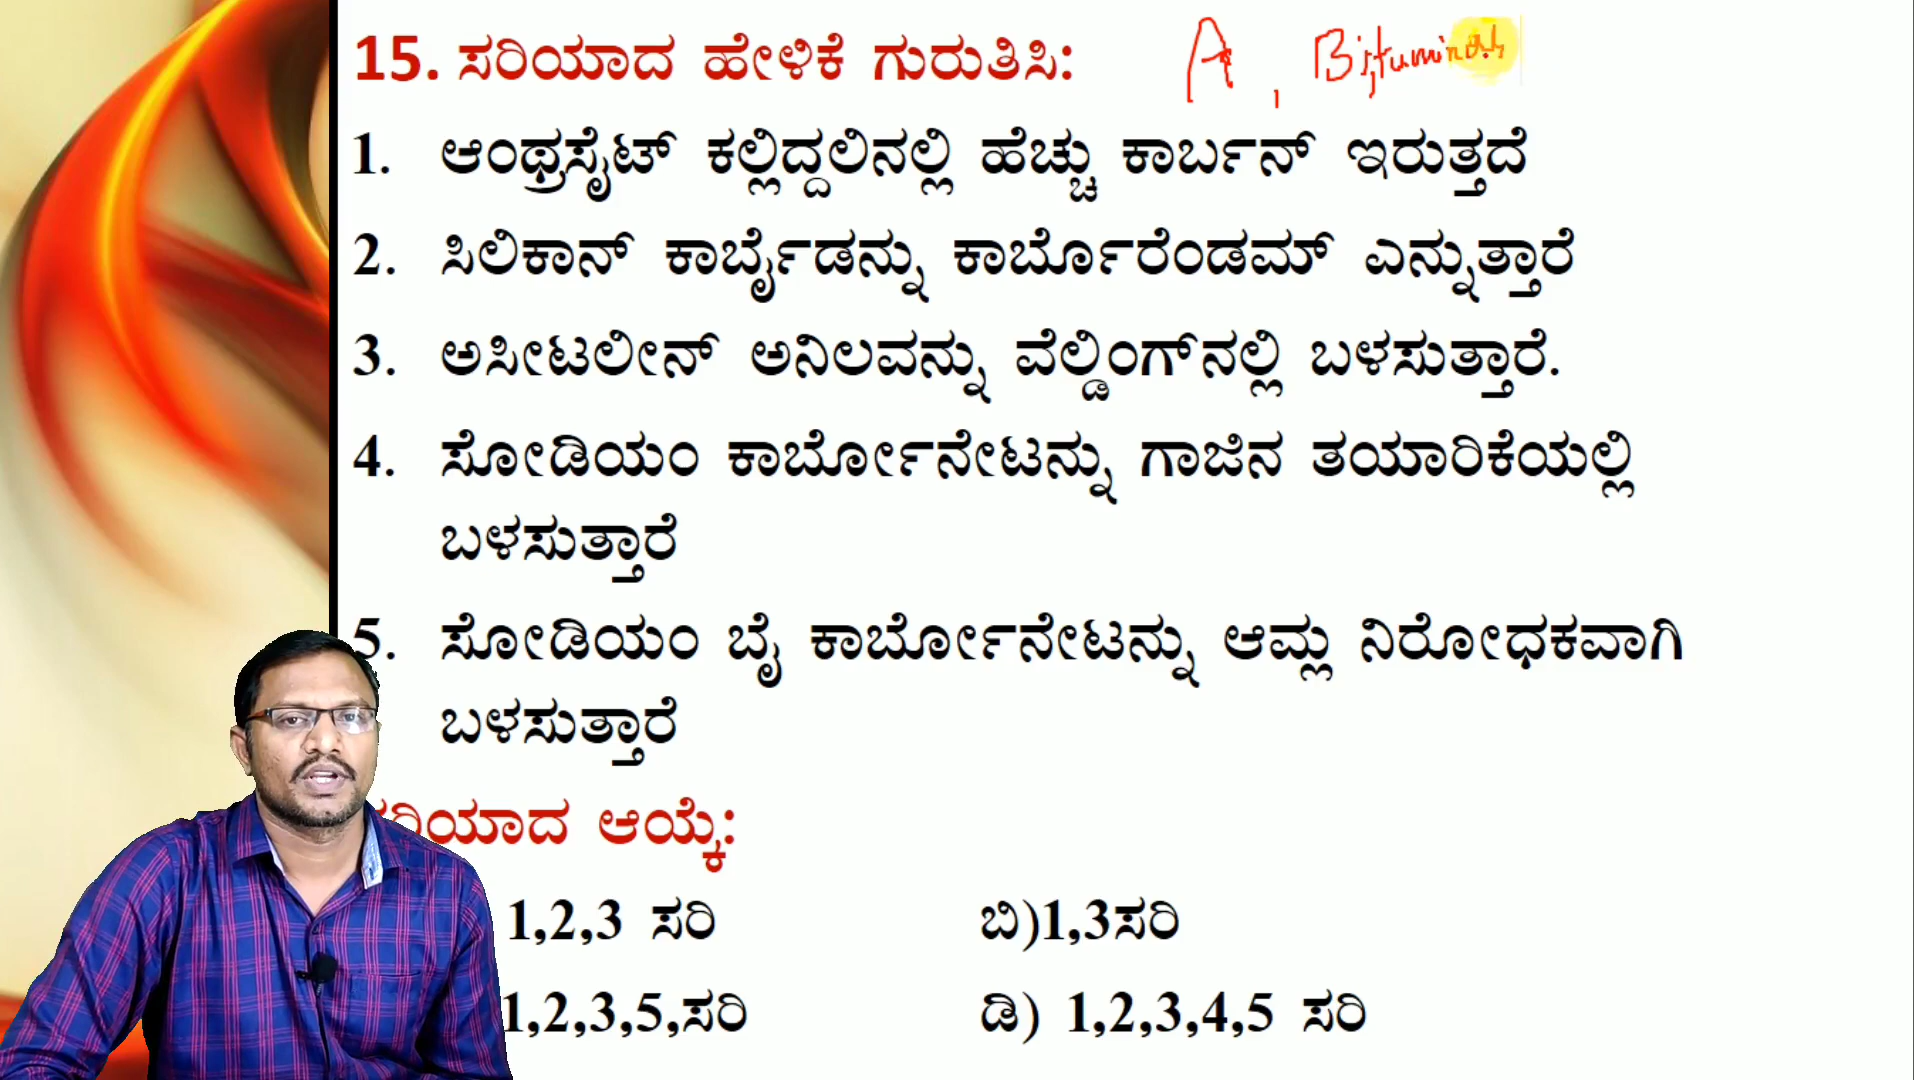 15. ಸರಿಯಾದ ಹೇಳಿಕೆ ಗುರುತಿಸಿ: A, Bituminous
1. ಆಂಥ್ರಸೈಟ್ ಕಲ್ಲಿದ್ದಲಿನಲ್ಲಿ ಹೆಚ್ಚು ಕಾರ್ಬನ್ ಇರುತ್ತದೆ
2. ಸಿಲಿಕಾನ್ ಕಾರ್ಬೈಡನ್ನು ಕಾರ್ಬೊರೆಂಡಮ್ ಎನ್ನುತ್ತಾರೆ
3. ಅಸೀಟಲೀನ್ ಅನಿಲವನ್ನು ವೆಲ್ಡಿಂಗ್‌ನಲ್ಲಿ ಬಳಸುತ್ತಾರೆ.
4. ಸೋಡಿಯಂ ಕಾರ್ಬೋನೇಟನ್ನು ಗಾಜಿನ ತಯಾರಿಕೆಯಲ್ಲಿ
ಬಳಸುತ್ತಾರೆ
5. ಸೋಡಿಯಂ ಬೈ ಕಾರ್ಬೋನೇಟನ್ನು ಆಮ್ಲ ನಿರೋಧಕವಾಗಿ
ಬಳಸುತ್ತಾರೆ
ಸರಿಯಾದ ಆಯ್ಕೆ:
1,2,3 ಸರಿ ಬಿ)1,3ಸರಿ
1,2,3,5,ಸರಿ ಡಿ) 1,2,3,4,5 ಸರಿ